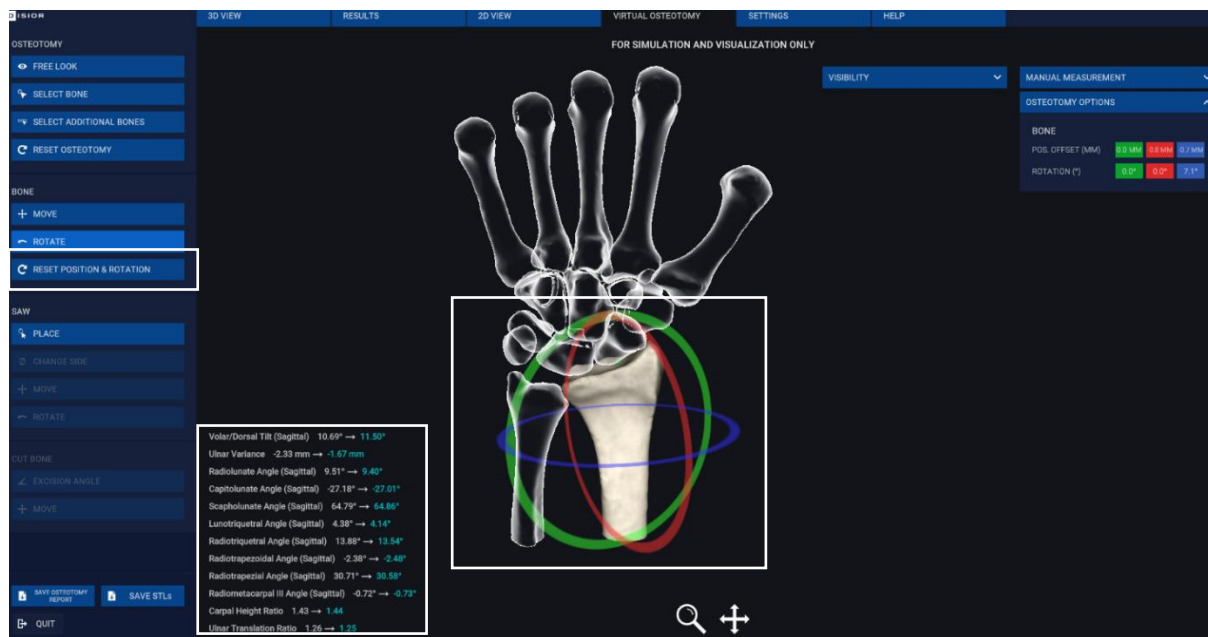 DISIOR
3D VIEW
RESULTS
2D VIEW
VIRTUAL OSTEOTOMY
SETTINGS
HELP
FOR SIMULATION AND VISUALIZATION ONLY
OSTEOTOMY
FREE LOOK
SELECT BONE
SELECT ADDITIONAL BONES
RESET OSTEOTOMY
BONE
MOVE
ROTATE
RESET POSITION & ROTATION
SAW
PLACE
CHANGE SIDE
MOVE
ROTATE
CUT BONE
EXCISION ANGLE
MOVE
SAVE OSTEOTOMY
REPORT
SAVE STLs
QUIT
Volar/Dorsal Tilt (Sagittal) 10.69° → 11.50°
Ulnar Variance -2.33 mm → -1.67 mm
Radiolunate Angle (Sagittal) 9.51° → 9.40°
Capitolunate Angle (Sagittal) -27.18° → -27.01°
Scapholunate Angle (Sagittal) 64.79° → 64.86°
Lunotriquetral Angle (Sagittal) 4.38° → 4.14°
Radiotriquetral Angle (Sagittal) 13.88° → 13.54°
Radiotrapezoidal Angle (Sagittal) -2.38° → -2.48°
Radiotrapezial Angle (Sagittal) 30.71° → 30.58°
Radiometacarpal III Angle (Sagittal) -0.72° → -0.73°
Carpal Height Ratio 1.43 → 1.44
Ulnar Translation Ratio 1.26 → 1.25
VISIBILITY
MANUAL MEASUREMENT
OSTEOTOMY OPTIONS
BONE
POS. OFFSET (MM) 0.0 MM 0.8 MM 0.7 MM
ROTATION (°) 0.0° 0.0° 7.1°